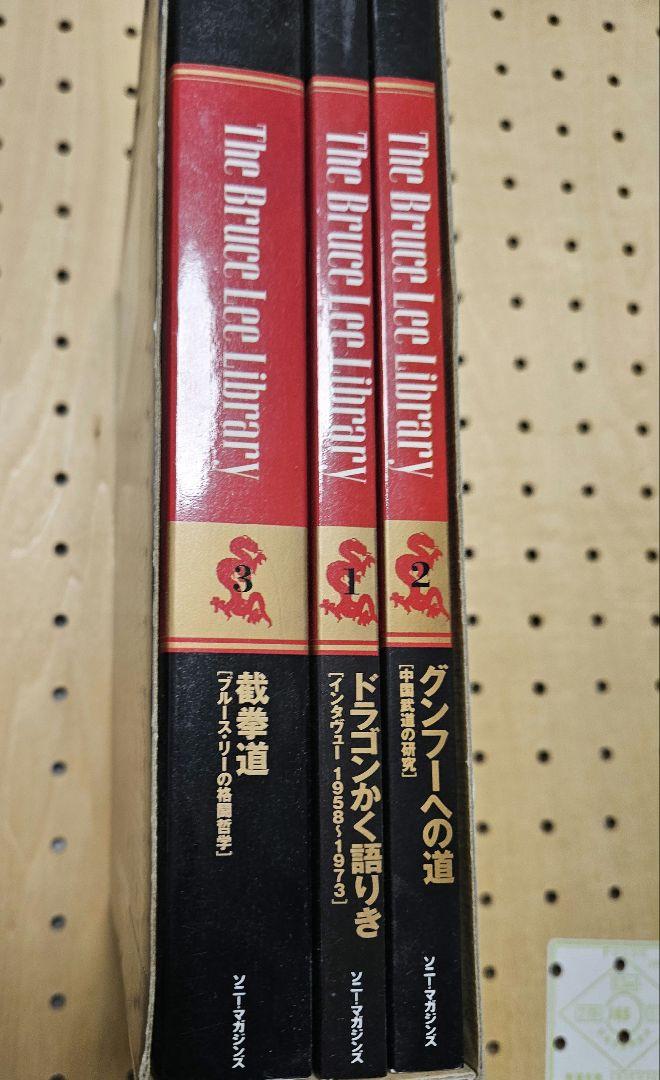 The Bruce Lee Library
3
截拳道
[ブルース・リーの格闘哲学]
ソニー・マガジンズ
The Bruce Lee Library
1
ドラゴンかく語りき
[インタヴュー 1958~1973]
ソニー・マガジンズ
The Bruce Lee Library
2
グンフーへの道
[中国武道の研究]
ソニー・マガジンズ